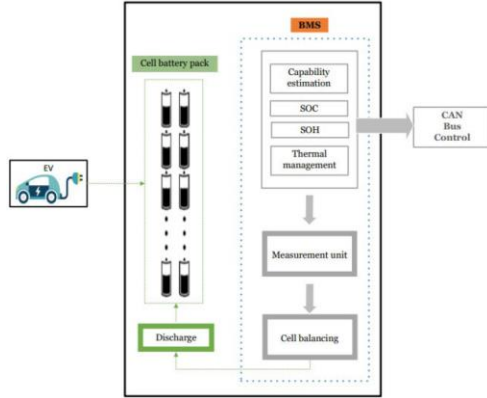 BMS
Cell battery pack
Capability
estimation
SOC
SOH
Thermal
management
CAN
Bus
Control
EV
Measurement unit
Discharge
Cell balancing